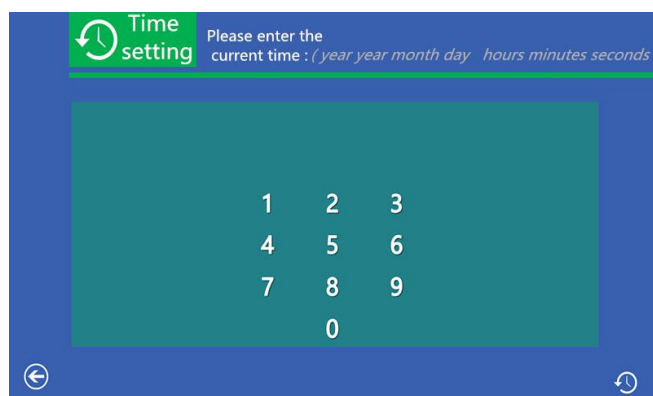 Time
setting
Please enter the
current time : ( year year month day hours minutes seconds
1 2 3
4 5 6
7 8 9
0